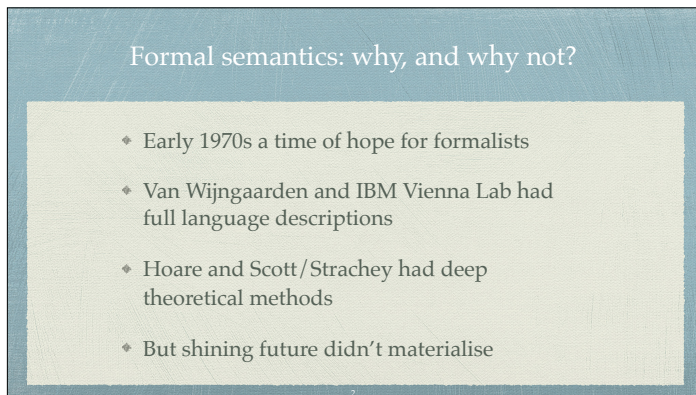 Formal semantics: why, and why not?
Early 1970s a time of hope for formalists
Van Wijngaarden and IBM Vienna Lab had
full language descriptions
Hoare and Scott/Strachey had deep
theoretical methods
But shining future didn't materialise